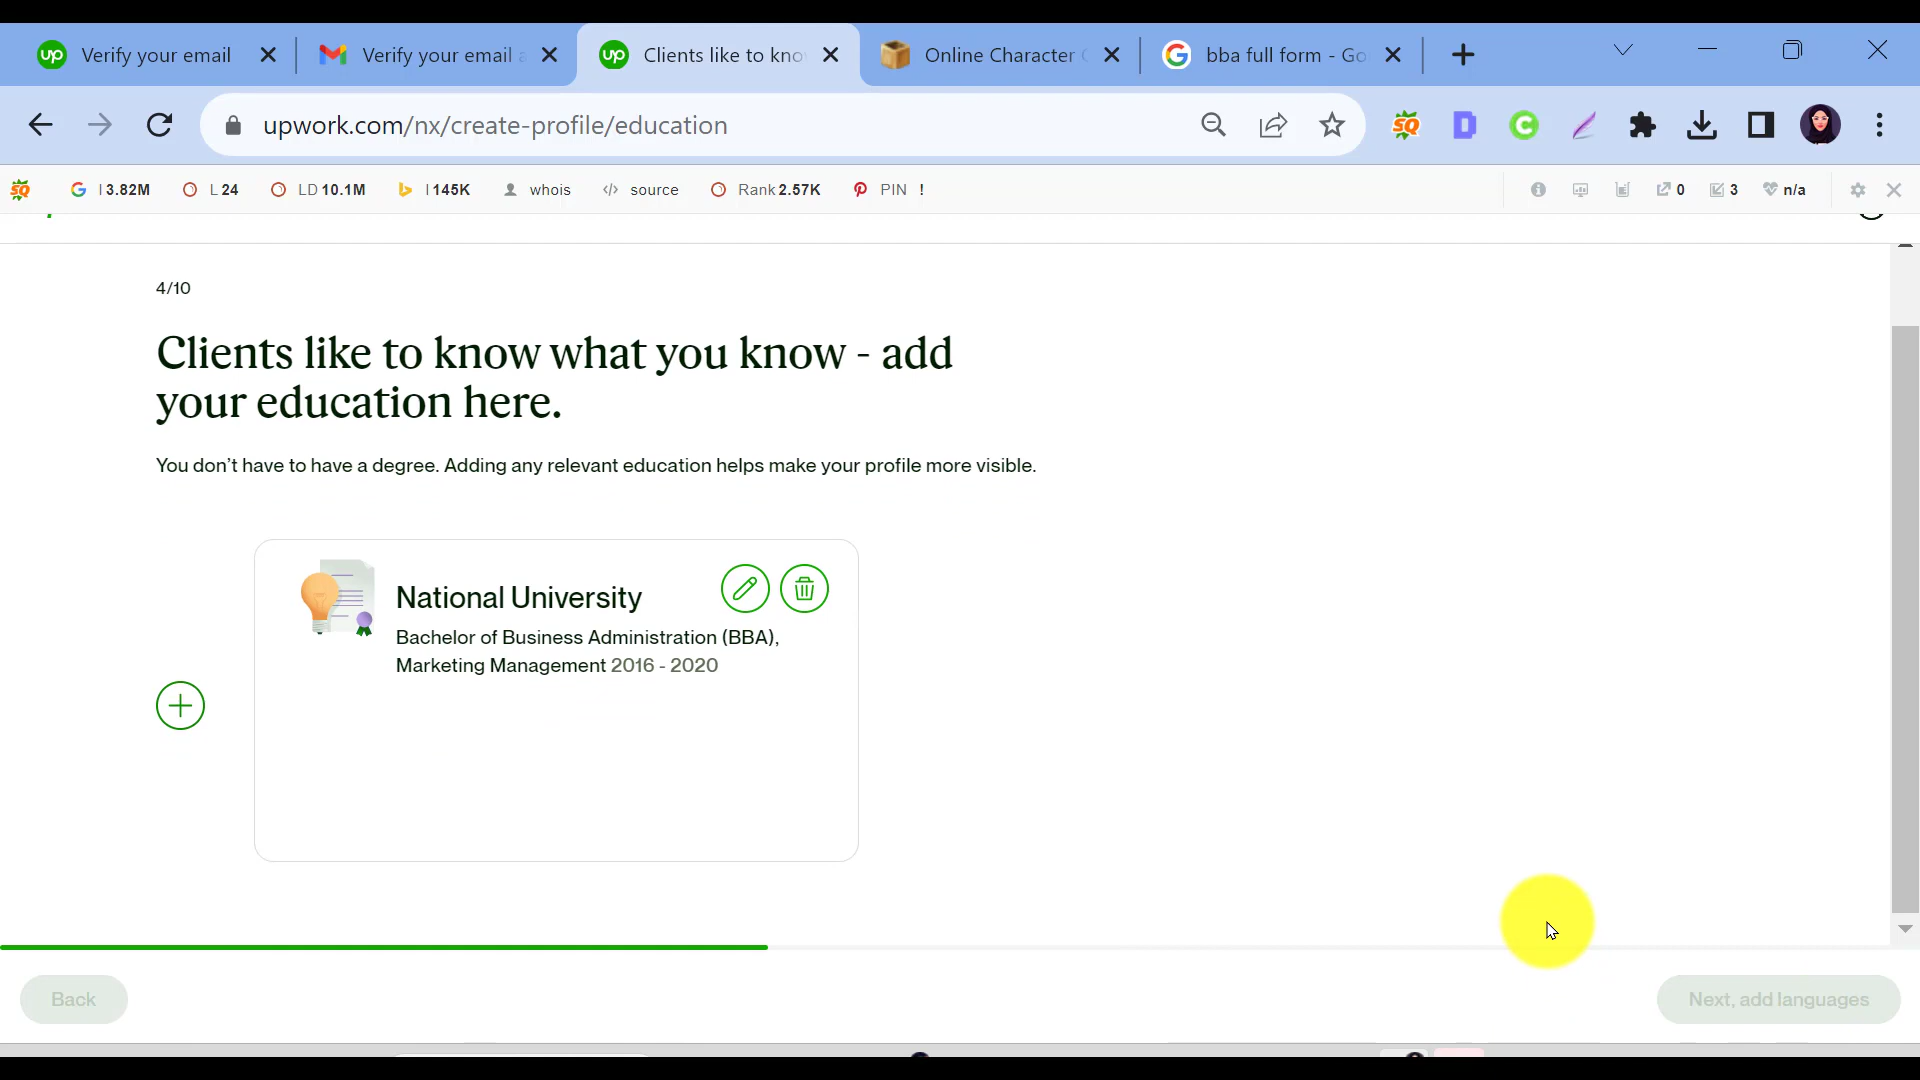 up Verify your email
Verify your email a
up Clients like to kno
Online Character C
bba full form - Go
upwork.com/nx/create-profile/education
SQ
D
C
SQ
I 3.82M
L 24
LD 10.1M
I 145K
whois
source
Rank 2.57K
PIN !
0
3
n/a
4/10
Clients like to know what you know - add
your education here.
You don’t have to have a degree. Adding any relevant education helps make your profile more visible.
National University
Bachelor of Business Administration (BBA),
Marketing Management 2016 - 2020
Back
Next, add languages